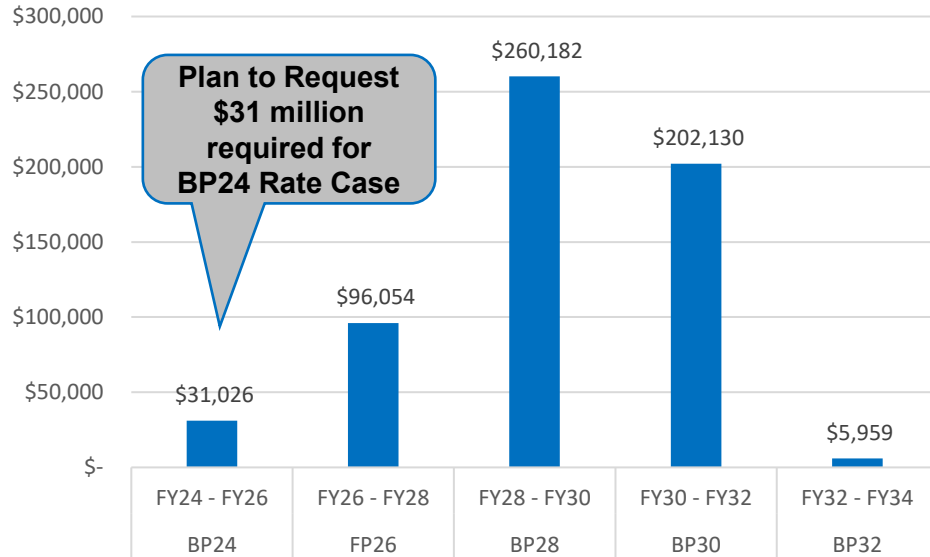 $300,000
$250,000
$200,000
$150,000
$100,000
$50,000
$-
Plan to Request
$31 million
required for
BP24 Rate Case
$31,026
$96,054
$260,182
$202,130
$5,959
FY24 - FY26
FY26 - FY28
FY28 - FY30
FY30 - FY32
FY32 - FY34
BP24
FP26
BP28
BP30
BP32